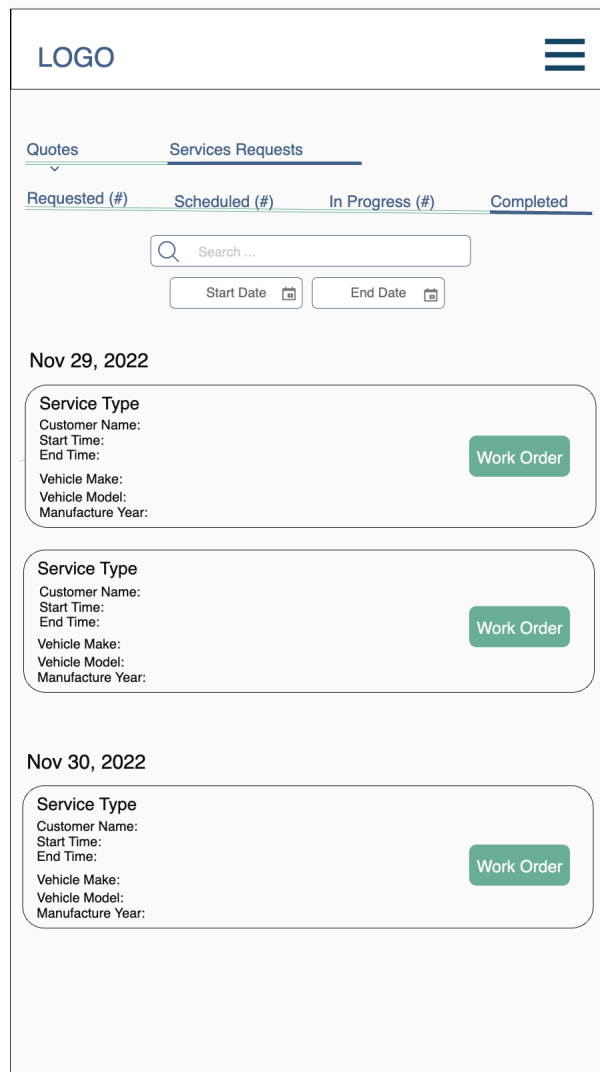 LOGO
Quotes Services Requests
Requested (#) Scheduled (#) In Progress (#) Completed
Search ...
Start Date End Date
Nov 29, 2022
Service Type
Customer Name:
Start Time:
End Time:
Work Order
Vehicle Make:
Vehicle Model:
Manufacture Year:
Service Type
Customer Name:
Start Time:
End Time:
Work Order
Vehicle Make:
Vehicle Model:
Manufacture Year:
Nov 30, 2022
Service Type
Customer Name:
Start Time:
End Time:
Work Order
Vehicle Make:
Vehicle Model:
Manufacture Year: